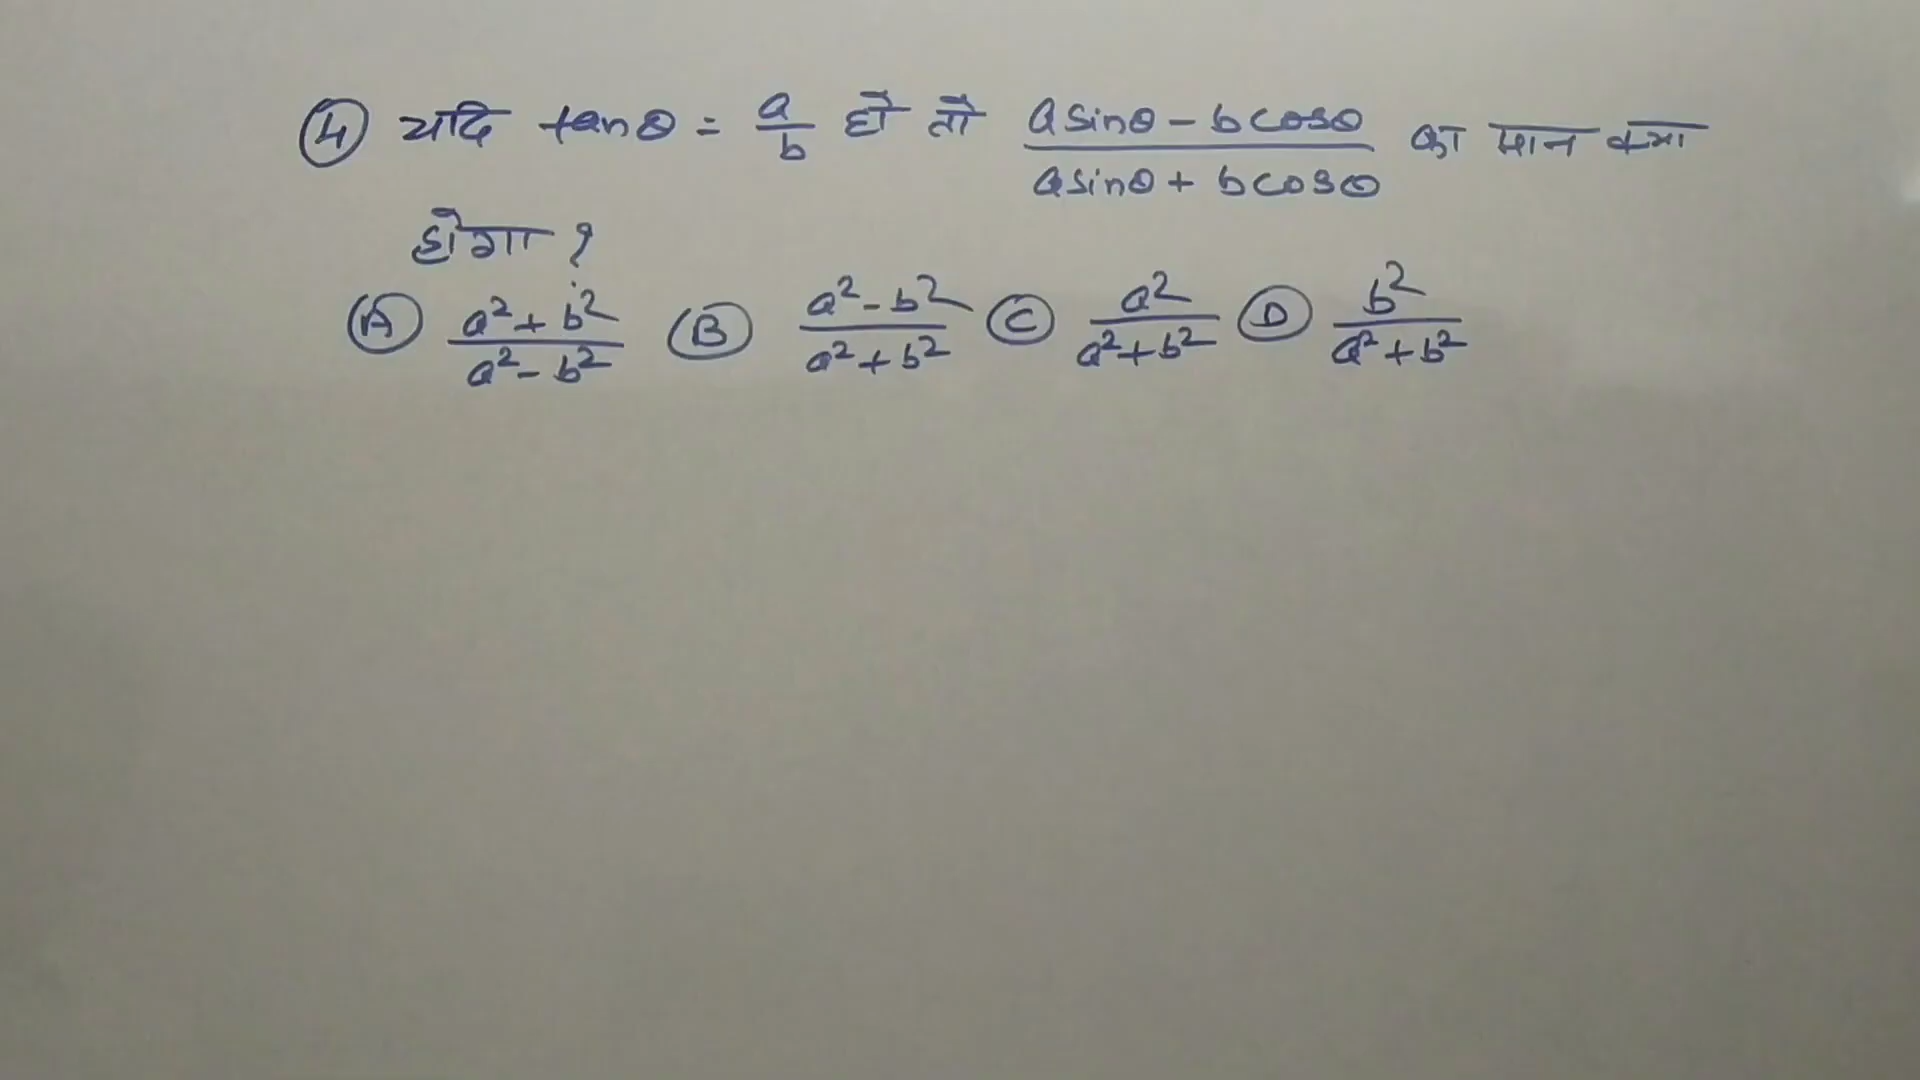 ④ यदि tanθ = a/b हो तो (a sinθ - b cosθ)/(a sinθ + b cosθ) का मान क्या
होगा ?
Ⓐ (a²+b²)/(a²-b²) Ⓑ (a²-b²)/(a²+b²) Ⓒ a²/(a²+b²) Ⓓ b²/(a²+b²)